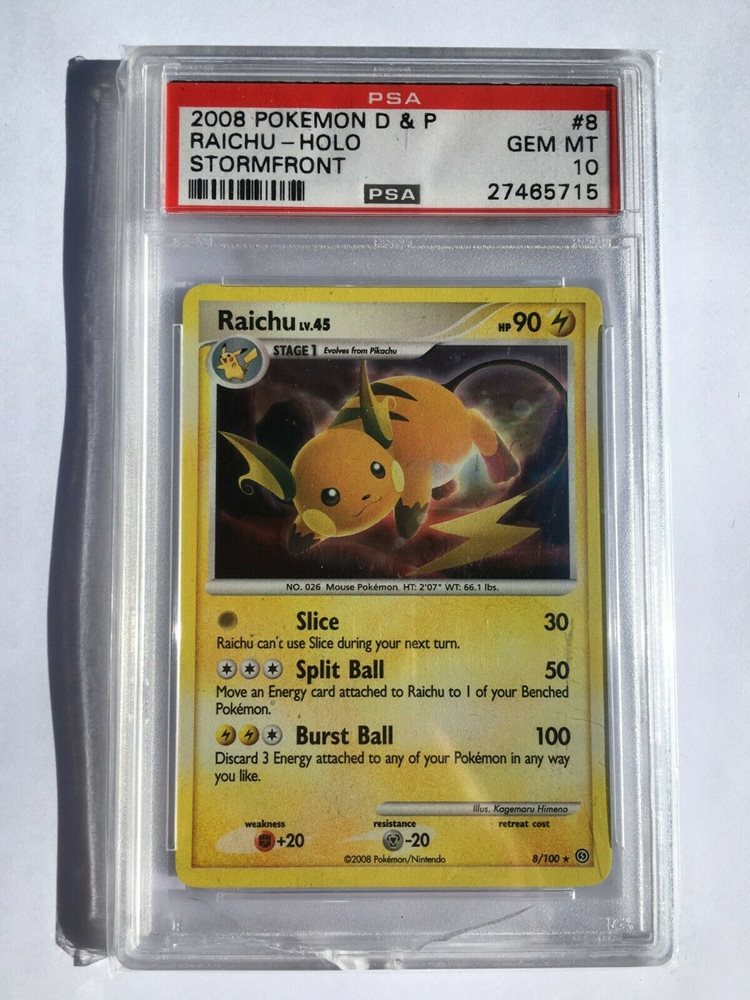 PSA
2008 POKEMON D & P #8
RAICHU - HOLO GEM MT
STORMFRONT 10
PSA 27465715
Raichu LV.45 HP 90
STAGE 1 Evolves from Pikachu
NO. 026 Mouse Pokémon HT: 2'07" WT: 66.1 lbs.
Slice 30
Raichu can't use Slice during your next turn.
Split Ball 50
Move an Energy card attached to Raichu to 1 of your Benched
Pokémon.
Burst Ball 100
Discard 3 Energy attached to any of your Pokémon in any way
you like.
Illus. Kagemaru Himeno
weakness resistance retreat cost
+20 -20
©2008 Pokémon/Nintendo 8/100 ★